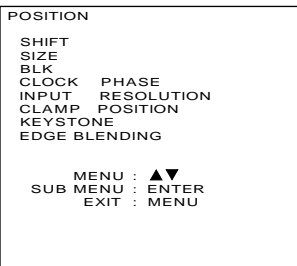 POSITION
SHIFT
SIZE
BLK
CLOCK PHASE
INPUT RESOLUTION
CLAMP POSITION
KEYSTONE
EDGE BLENDING
MENU : ▲▼
SUB MENU : ENTER
EXIT : MENU